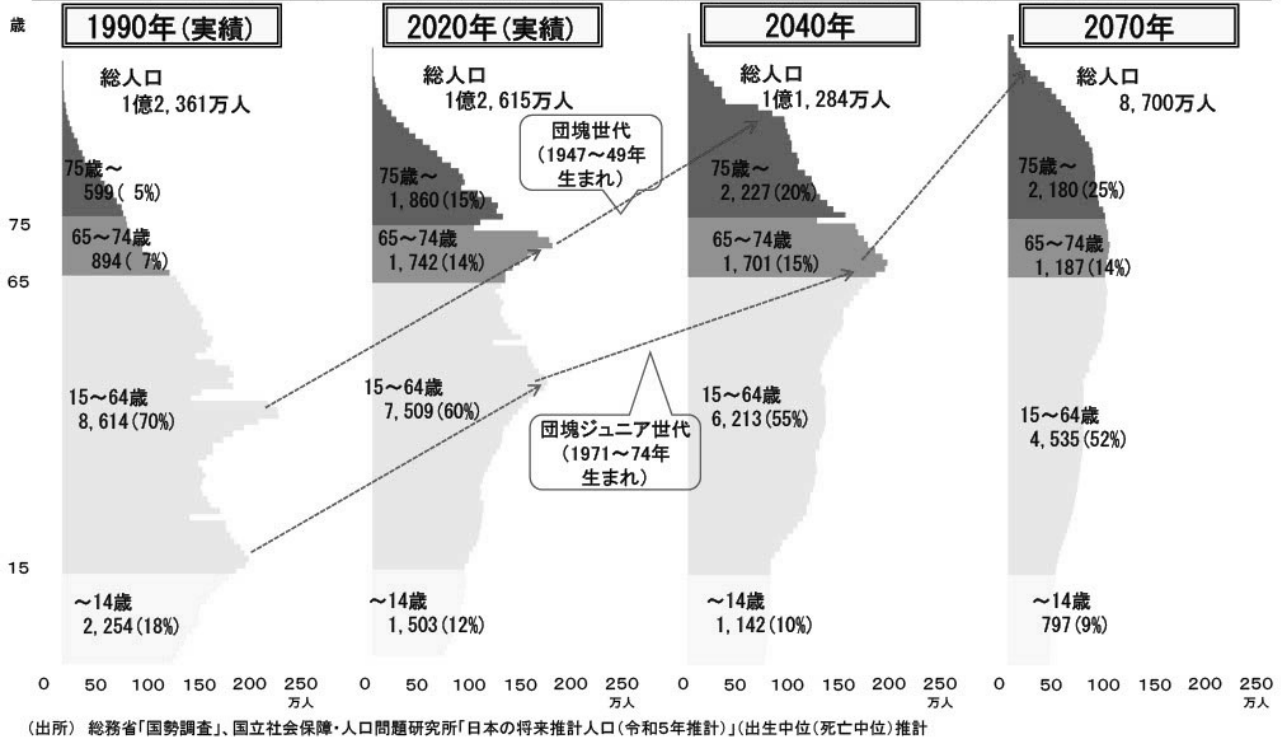 歳
1990年(実績)
総人口
1億2,361万人
75歳～
599( 5%)
75
65～74歳
894( 7%)
65
15～64歳
8,614(70%)
15
～14歳
2,254(18%)
0 50 100 150 200 250
万人
2020年(実績)
総人口
1億2,615万人
75歳～
1,860(15%)
65～74歳
1,742(14%)
15～64歳
7,509(60%)
～14歳
1,503(12%)
0 50 100 150 200 250
万人
団塊世代
(1947～49年
生まれ)
団塊ジュニア世代
(1971～74年
生まれ)
2040年
総人口
1億1,284万人
75歳～
2,227(20%)
65～74歳
1,701(15%)
15～64歳
6,213(55%)
～14歳
1,142(10%)
0 50 100 150 200 250
万人
2070年
総人口
8,700万人
75歳～
2,180(25%)
65～74歳
1,187(14%)
15～64歳
4,535(52%)
～14歳
797(9%)
0 50 100 150 200 250
万人
(出所) 総務省「国勢調査」、国立社会保障・人口問題研究所「日本の将来推計人口(令和5年推計)」(出生中位(死亡中位)推計